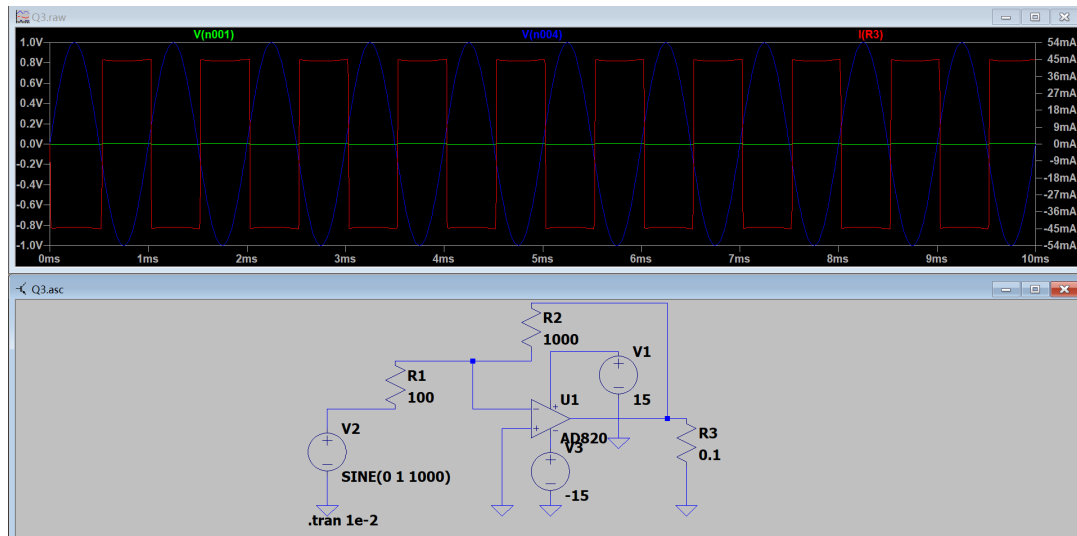 Q3.raw
V(n001) V(n004) I(R3)
1.0V 54mA
0.8V 45mA
0.6V 36mA
0.4V 27mA
0.2V 18mA
0.0V 9mA
-0.2V 0mA
-0.4V -9mA
-0.6V -18mA
-0.8V -27mA
-1.0V -36mA
-45mA
-54mA
0ms 1ms 2ms 3ms 4ms 5ms 6ms 7ms 8ms 9ms 10ms
Q3.asc
R2
1000
V1
15
R1
100
U1
AD820
R3
0.1
V2
SINE(0 1 1000)
V3
-15
.tran 1e-2